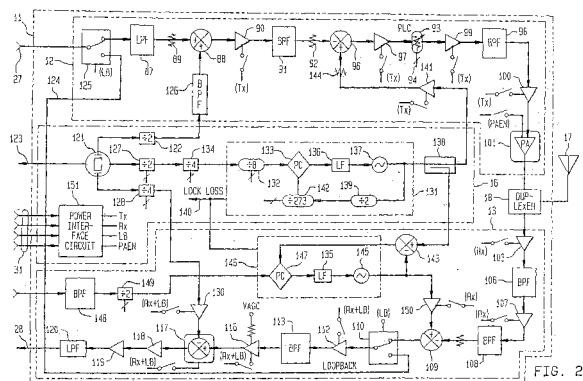 11
90
PLC
27
12
LPF
BPF
93
99
BPF
125
(LB)
87
89
88
(Tx)
91
92
96
97
94
(Tx)
98
124
126
BPF
144
(Tx)
141
(Tx)
100
17
(Tx)
(PAEN)
123
121
÷2
122
127
134
133
136
137
138
PA
101
÷2
÷4
÷8
PC
LF
÷4
128
132
142
131
16
18
DUPLEXER
151
LOCK LOSS
140
÷273
÷2
139
13
POWER
INTER-
FACE
CIRCUIT
Tx
Rx
LB
PAEN
146
147
135
145
143
(Rx)
103
31
149
PC
LF
BPF
106
BPF
÷2
130
150
(Rx)
107
148
(Rx+LB)
VAGC
113
(Rx+LB)
110
(LB)
(Rx)
28
120
118
117
116
112
LPF
BPF
BPF
119
(Rx+LB)
(Rx+LB)
LOOPBACK
109
108
FIG. 2